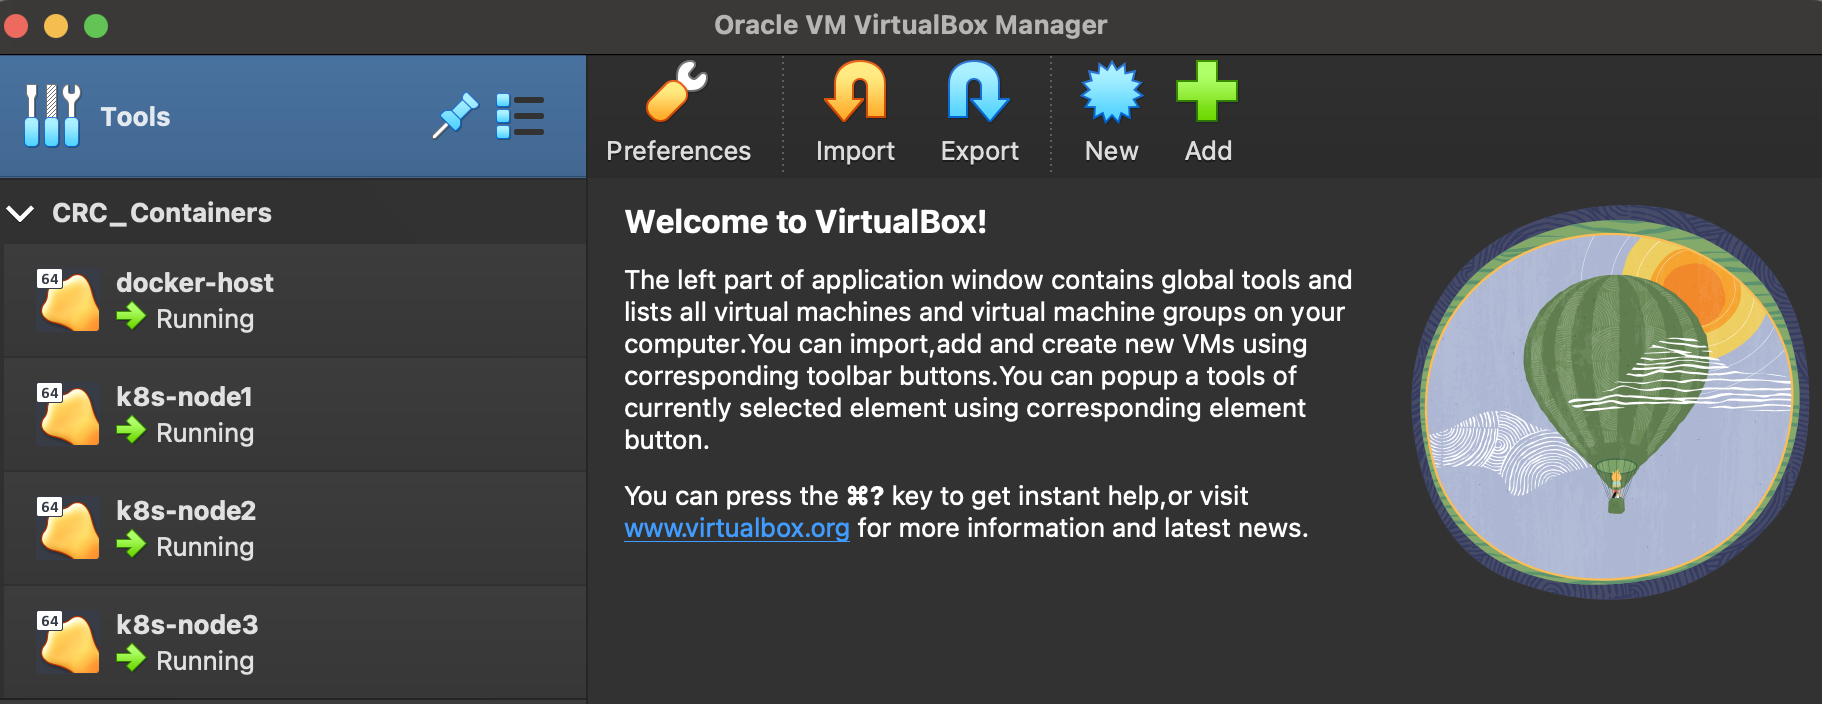 Oracle VM VirtualBox Manager
Tools
Preferences
Import
Export
New
Add
CRC_Containers
64
docker-host
Running
64
k8s-node1
Running
64
k8s-node2
Running
64
k8s-node3
Running
Welcome to VirtualBox!
The left part of application window contains global tools and
lists all virtual machines and virtual machine groups on your
computer.You can import,add and create new VMs using
corresponding toolbar buttons.You can popup a tools of
currently selected element using corresponding element
button.
You can press the ⌘? key to get instant help,or visit
www.virtualbox.org for more information and latest news.